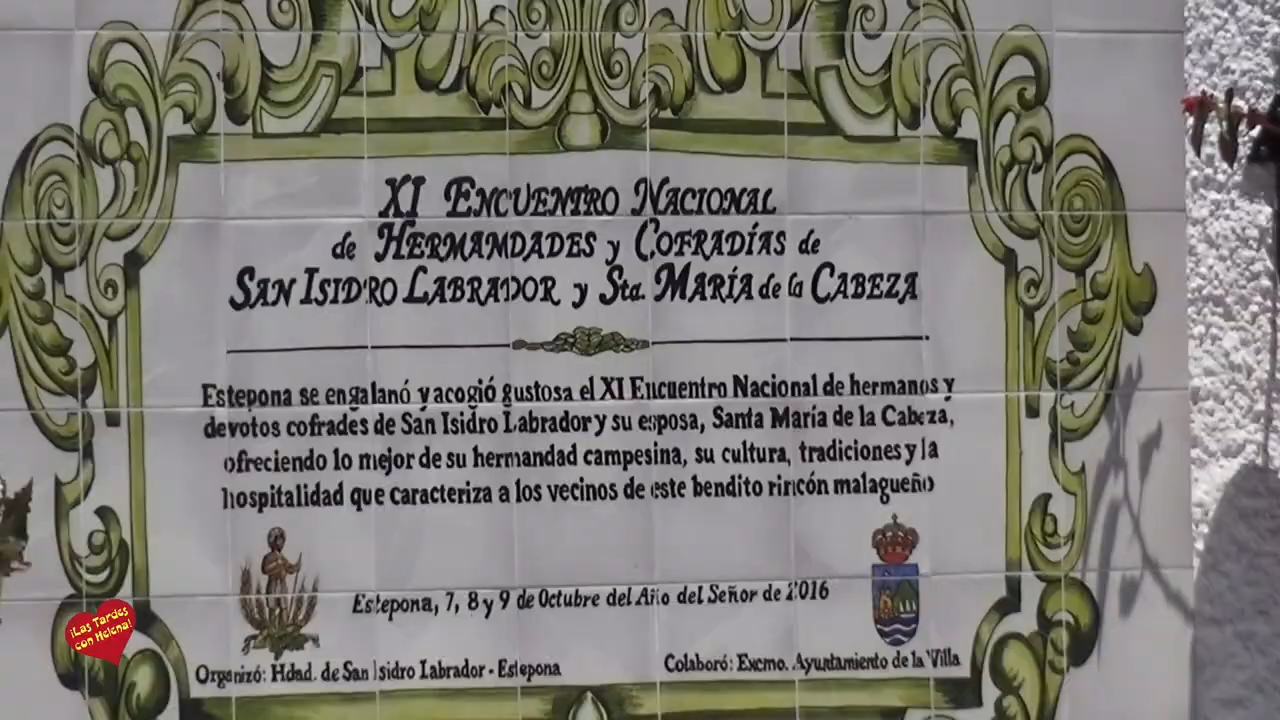 XI ENCUENTRO NACIONAL
de HERMAMDADES y COFRADÍAS de
SAN ISIDRO LABRADOR y Sta. MARÍA de la CABEZA
Estepona se engalanó y acogió gustosa el XI Encuentro Nacional de hermanos y
devotos cofrades de San Isidro Labrador y su esposa, Santa María de la Cabeza,
ofreciendo lo mejor de su hermandad campesina, su cultura, tradiciones y la
hospitalidad que caracteriza a los vecinos de este bendito rincón malagueño
Estepona, 7, 8 y 9 de Octubre del Año del Señor de 2016
Organizó: Hdad. de San Isidro Labrador - Estepona
Colaboró: Excmo. Ayuntamiento de la Villa
¡Las Tardes
con Helena!